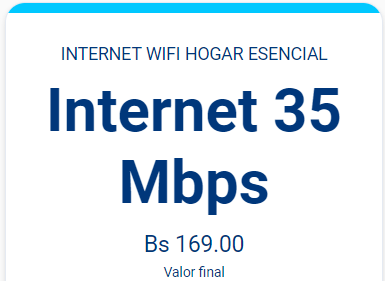 INTERNET WIFI HOGAR ESENCIAL
Internet 35
Mbps
Bs 169.00
Valor final